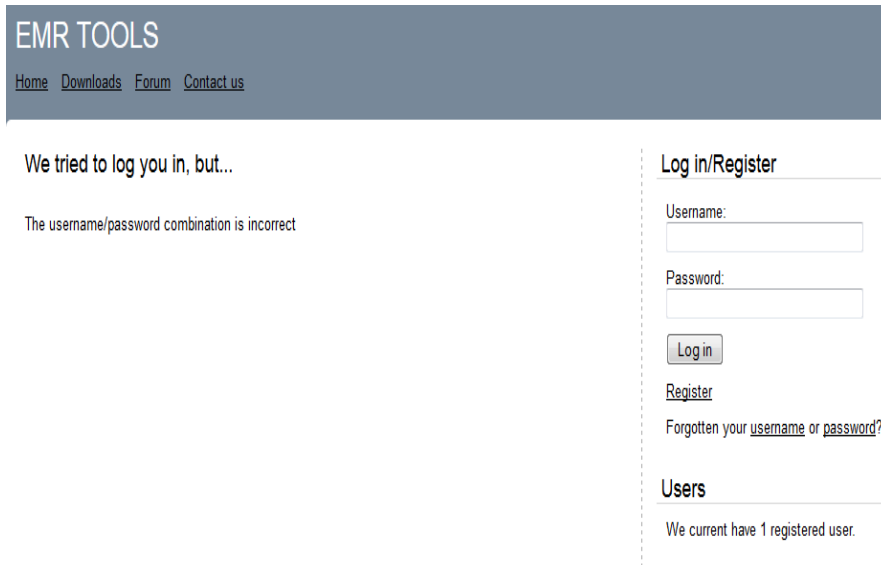 EMR TOOLS
Home Downloads Forum Contact us
We tried to log you in, but...
The username/password combination is incorrect
Log in/Register
Username:
Password:
Log in
Register
Forgotten your username or password?
Users
We current have 1 registered user.